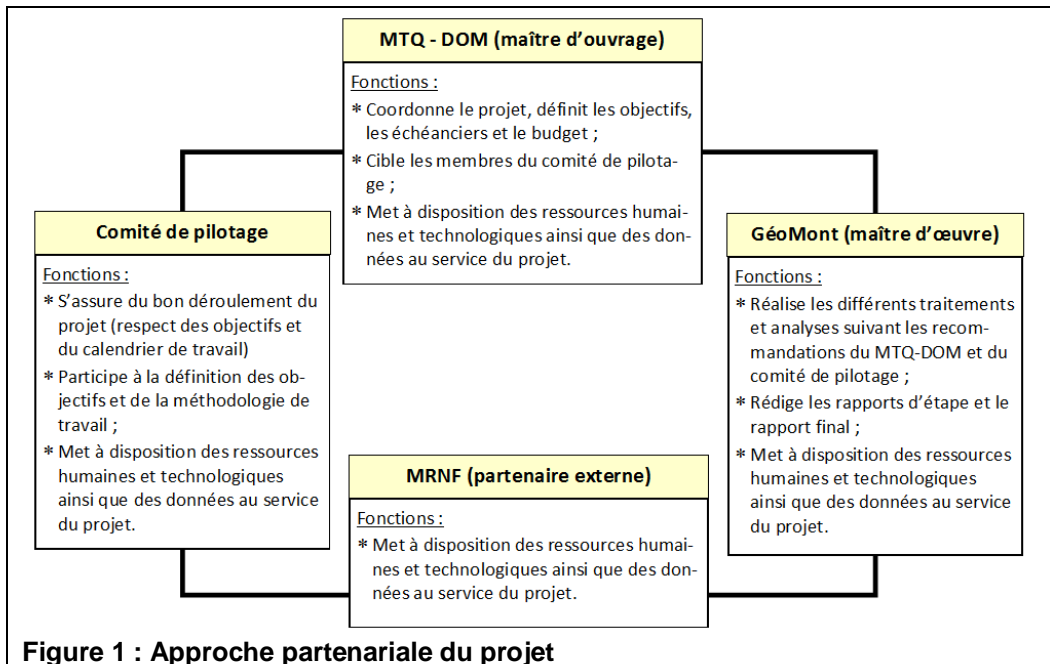 MTQ - DOM (maître d’ouvrage)
Fonctions :
* Coordonne le projet, définit les objectifs,
les échéanciers et le budget ;
* Cible les membres du comité de pilota-
ge ;
* Met à disposition des ressources humai-
nes et technologiques ainsi que des don-
nées au service du projet.
Comité de pilotage
Fonctions :
* S’assure du bon déroulement du
projet (respect des objectifs et
du calendrier de travail)
* Participe à la définition des ob-
jectifs et de la méthodologie de
travail ;
* Met à disposition des ressources
humaines et technologiques
ainsi que des données au service
du projet.
GéoMont (maître d’œuvre)
Fonctions :
* Réalise les différents traitements
et analyses suivant les recom-
mandations du MTQ-DOM et du
comité de pilotage ;
* Rédige les rapports d’étape et le
rapport final ;
* Met à disposition des ressources
humaines et technologiques
ainsi que des données au service
du projet.
MRNF (partenaire externe)
Fonctions :
* Met à disposition des ressources humai-
nes et technologiques ainsi que des don-
nées au service du projet.
Figure 1 : Approche partenariale du projet